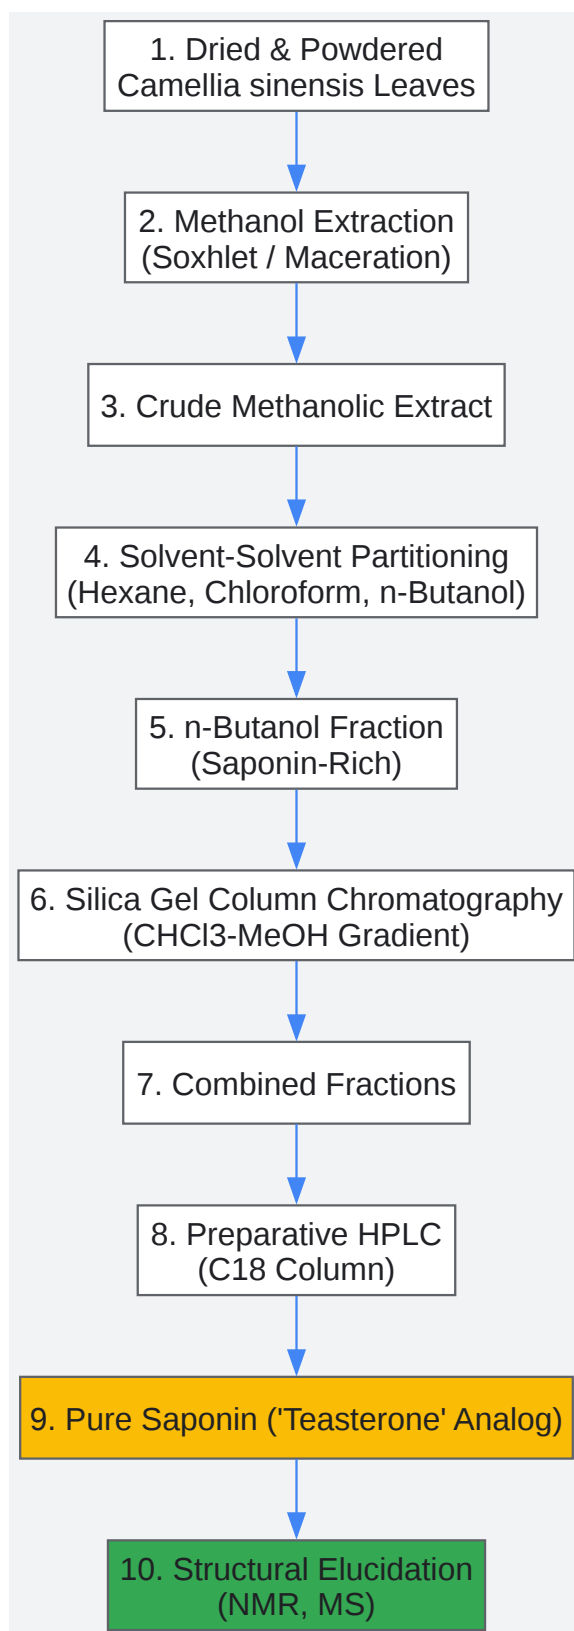 1. Dried & Powdered
Camellia sinensis Leaves
2. Methanol Extraction
(Soxhlet / Maceration)
3. Crude Methanolic Extract
4. Solvent-Solvent Partitioning
(Hexane, Chloroform, n-Butanol)
5. n-Butanol Fraction
(Saponin-Rich)
6. Silica Gel Column Chromatography
(CHCl3-MeOH Gradient)
7. Combined Fractions
8. Preparative HPLC
(C18 Column)
9. Pure Saponin ('Teasterone' Analog)
10. Structural Elucidation
(NMR, MS)